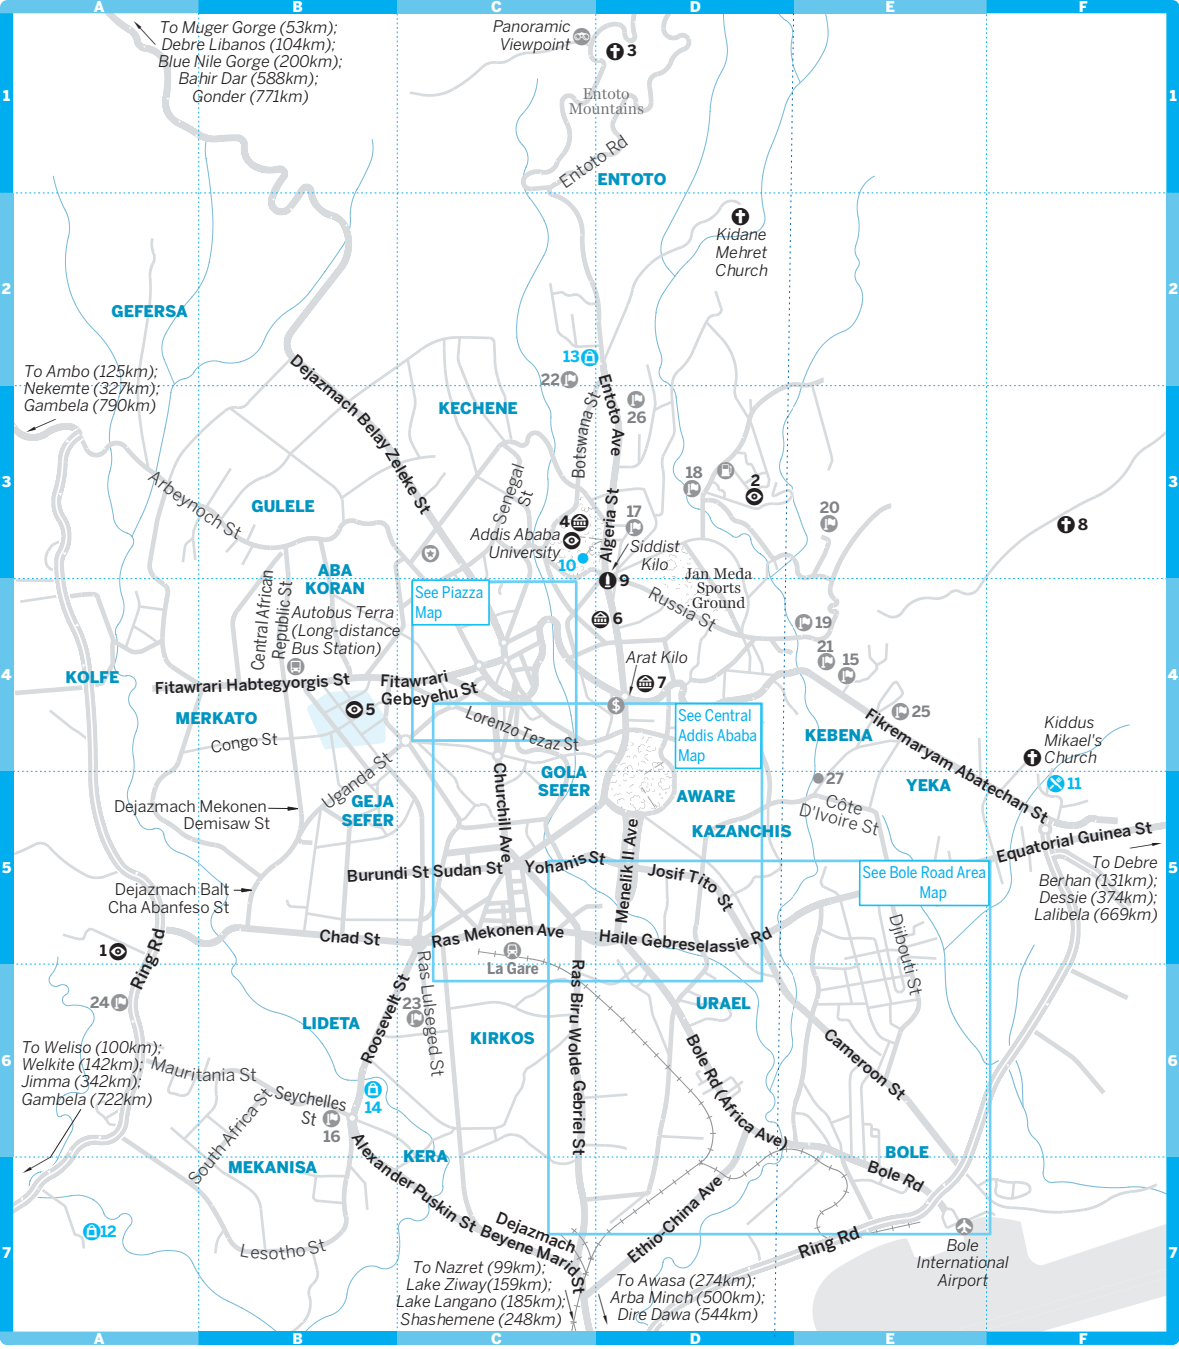 A
B
C
D
E
F
1
2
3
4
5
6
7
To Muger Gorge (53km);
Debre Libanos (104km);
Blue Nile Gorge (200km);
Bahir Dar (588km);
Gonder (771km)
Panoramic
Viewpoint
3
Entoto
Mountains
Entoto Rd
ENTOTO
Kidane
Mehret
Church
GEFERSA
To Ambo (125km);
Nekemte (327km);
Gambela (790km)
Dejazmach Belay Zeleke St
13
22
KECHENE
Botswana St
Entoto Ave
26
Arbeynoch St
GULELE
Senegal
St
18
2
20
8
4
Addis Ababa
University
10
Algeria St
17
Siddist
Kilo
9
Jan Meda
Sports
Ground
Russia St
ABA
KORAN
Central African
Republic St
Autobus Terra
(Long-distance
Bus Station)
See Piazza
Map
6
19
21
15
Arat Kilo
7
KOLFE
Fitawrari Habtegyorgis St
Fitawrari
Gebeyehu St
5
MERKATO
Congo St
Lorenzo Tezaz St
See Central
Addis Ababa
Map
25
KEBENA
Fikremaryam Abatechan St
Kiddus
Mikael's
Church
11
Uganda St
Dejazmach Mekonen
Demisaw St
GEJA
SEFER
Churchill Ave
GOLA
SEFER
AWARE
27
YEKA
Côte
D'Ivoire St
KAZANCHIS
Equatorial Guinea St
To Debre
Berhan (131km);
Dessie (374km);
Lalibela (669km)
Burundi St
Sudan St
Yohanis St
Menelik II Ave
Josif Tito St
See Bole Road Area
Map
Dejazmach Balt
Cha Abanfeso St
Chad St
Ras Mekonen Ave
Haile Gebreselassie Rd
Djibouti St
1
Ring Rd
La Gare
24
Roosevelt St
Ras Lulseged St
23
Ras Biru Wolde Gebriel St
URAEL
LIDETA
KIRKOS
Cameroon St
Bole Rd (Africa Ave)
To Weliso (100km);
Welkite (142km);
Jimma (342km);
Gambela (722km)
Mauritania St
Seychelles
St
16
14
South Africa St
MEKANISA
KERA
BOLE
Bole Rd
Alexander Puskin St
12
Lesotho St
Dejazmach
Beyene Marid St
Ethio-China Ave
Ring Rd
Bole
International
Airport
To Nazret (99km);
Lake Ziway(159km);
Lake Langano (185km);
Shashemene (248km)
To Awasa (274km);
Arba Minch (500km);
Dire Dawa (544km)
1
2
3
4
5
6
7
A
B
C
D
E
F